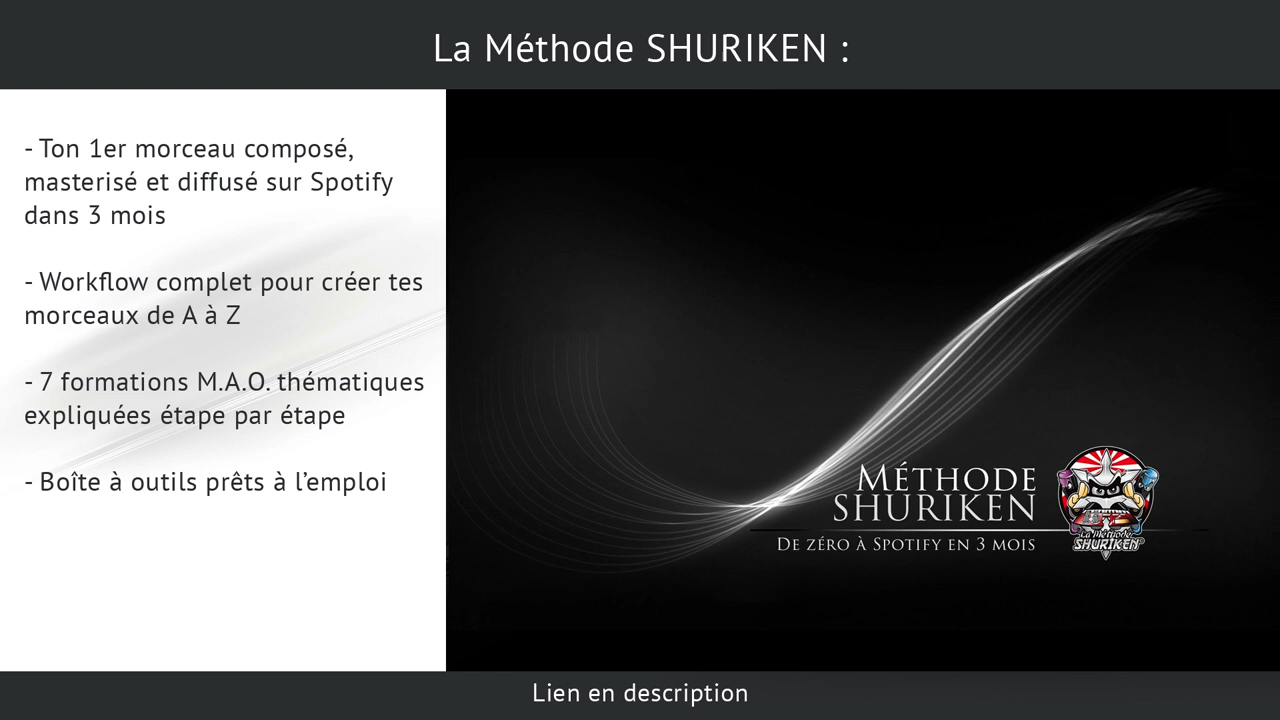 La Méthode SHURIKEN :
- Ton 1er morceau composé,
masterisé et diffusé sur Spotify
dans 3 mois
- Workflow complet pour créer tes
morceaux de A à Z
- 7 formations M.A.O. thématiques
expliquées étape par étape
- Boîte à outils prêts à l’emploi
MÉTHODE
SHURIKEN
DE ZÉRO À SPOTIFY EN 3 MOIS
La Méthode
SHURIKEN
Lien en description